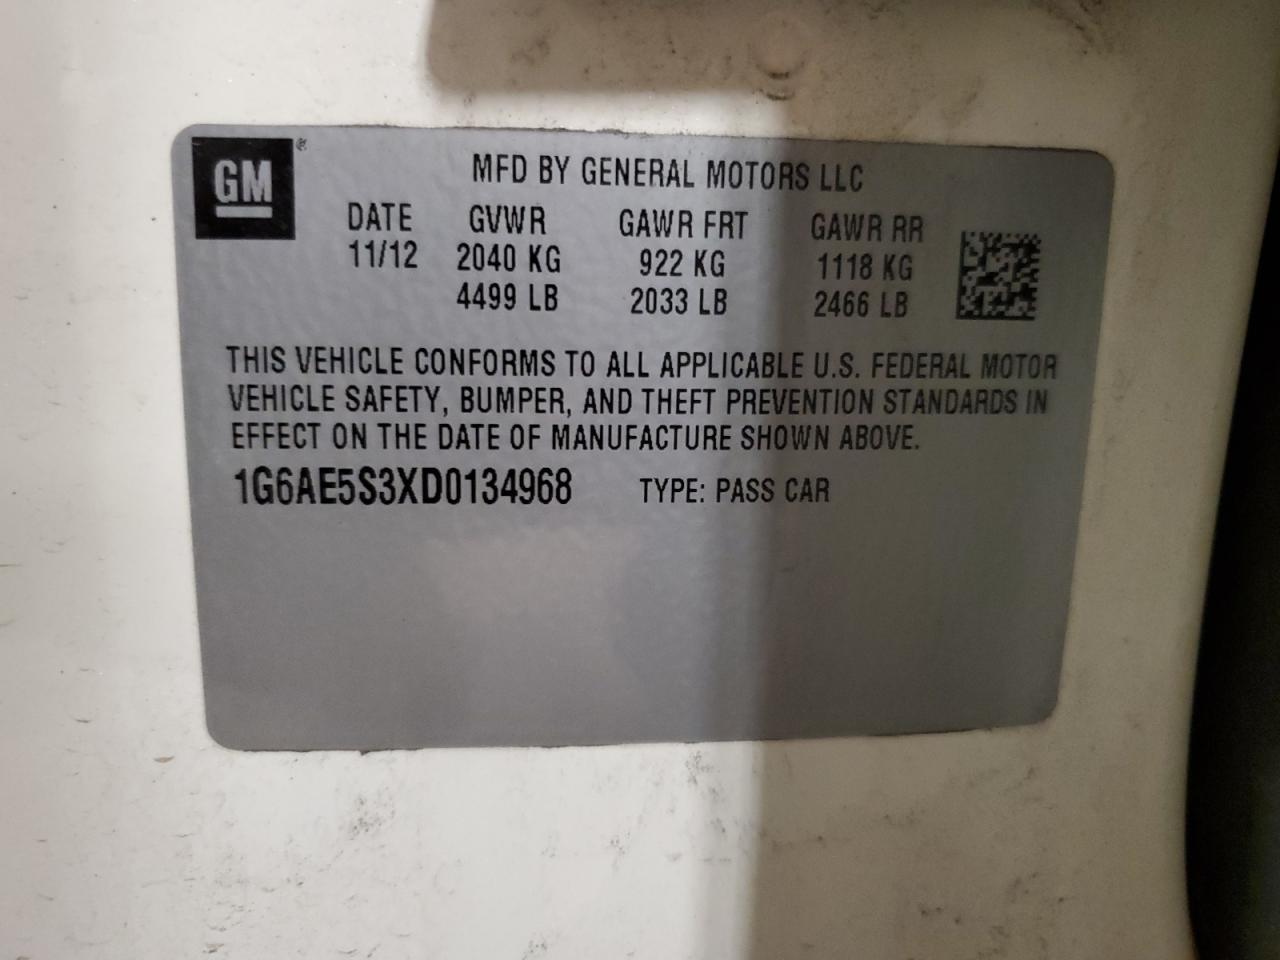 GM®
MFD BY GENERAL MOTORS LLC
DATE GVWR GAWR FRT GAWR RR
11/12 2040 KG 922 KG 1118 KG
4499 LB 2033 LB 2466 LB
THIS VEHICLE CONFORMS TO ALL APPLICABLE U.S. FEDERAL MOTOR
VEHICLE SAFETY, BUMPER, AND THEFT PREVENTION STANDARDS IN
EFFECT ON THE DATE OF MANUFACTURE SHOWN ABOVE.
1G6AE5S3XD0134968 TYPE: PASS CAR